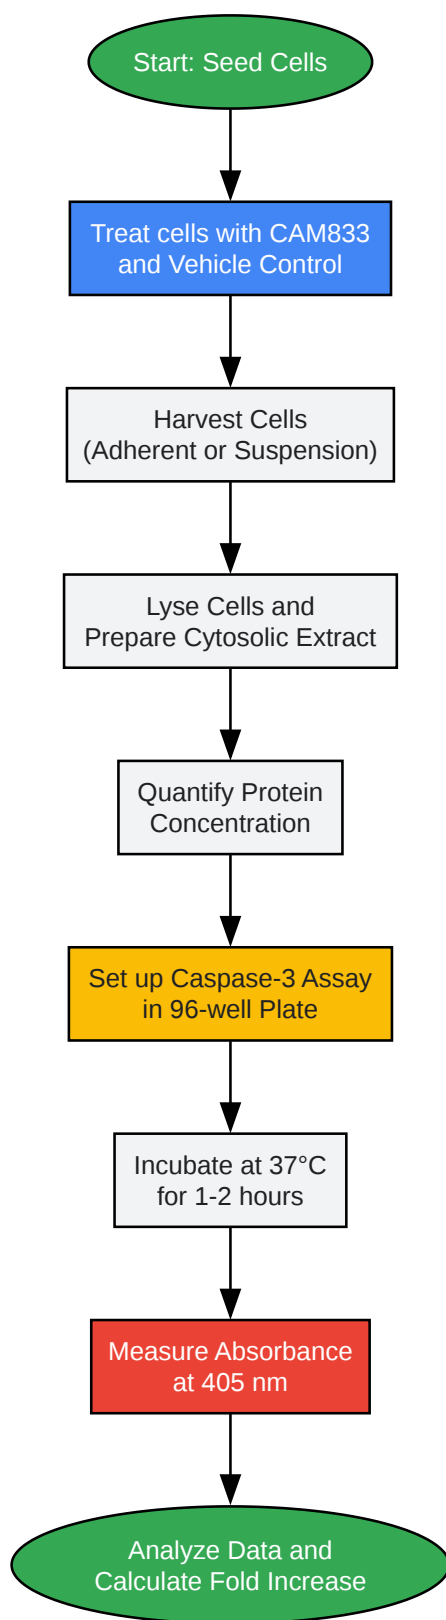 Start: Seed Cells
Treat cells with CAM833
and Vehicle Control
Harvest Cells
(Adherent or Suspension)
Lyse Cells and
Prepare Cytosolic Extract
Quantify Protein
Concentration
Set up Caspase-3 Assay
in 96-well Plate
Incubate at 37°C
for 1-2 hours
Measure Absorbance
at 405 nm
Analyze Data and
Calculate Fold Increase